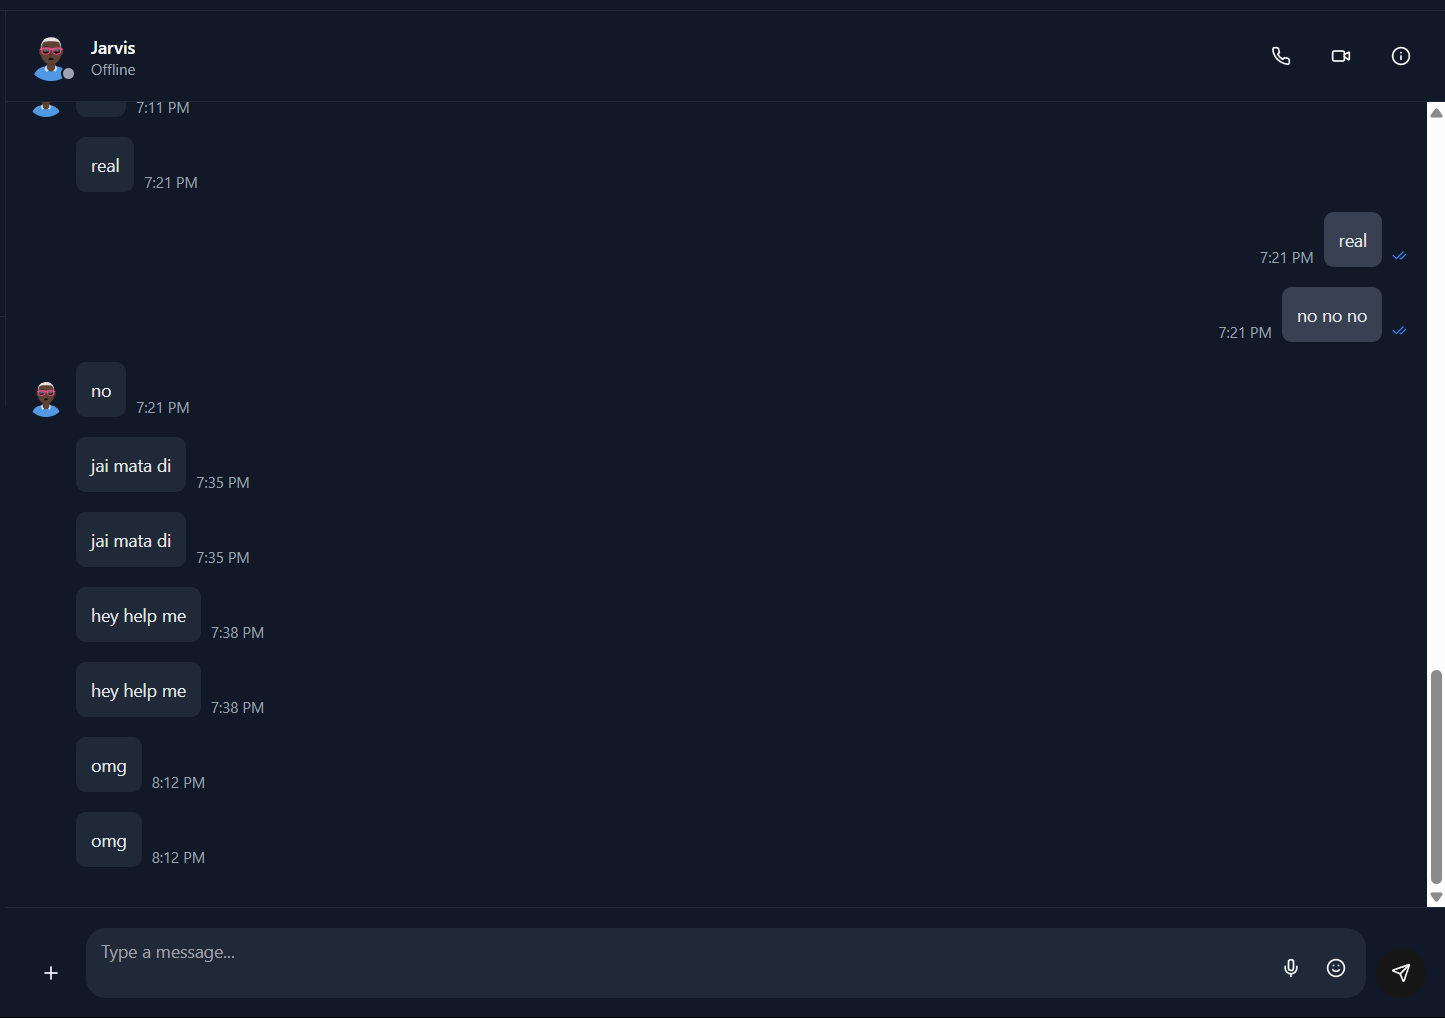 Jarvis
Offline
7:11 PM
real
7:21 PM
real
7:21 PM
no no no
7:21 PM
no
7:21 PM
jai mata di
7:35 PM
jai mata di
7:35 PM
hey help me
7:38 PM
hey help me
7:38 PM
omg
8:12 PM
omg
8:12 PM
Type a message...